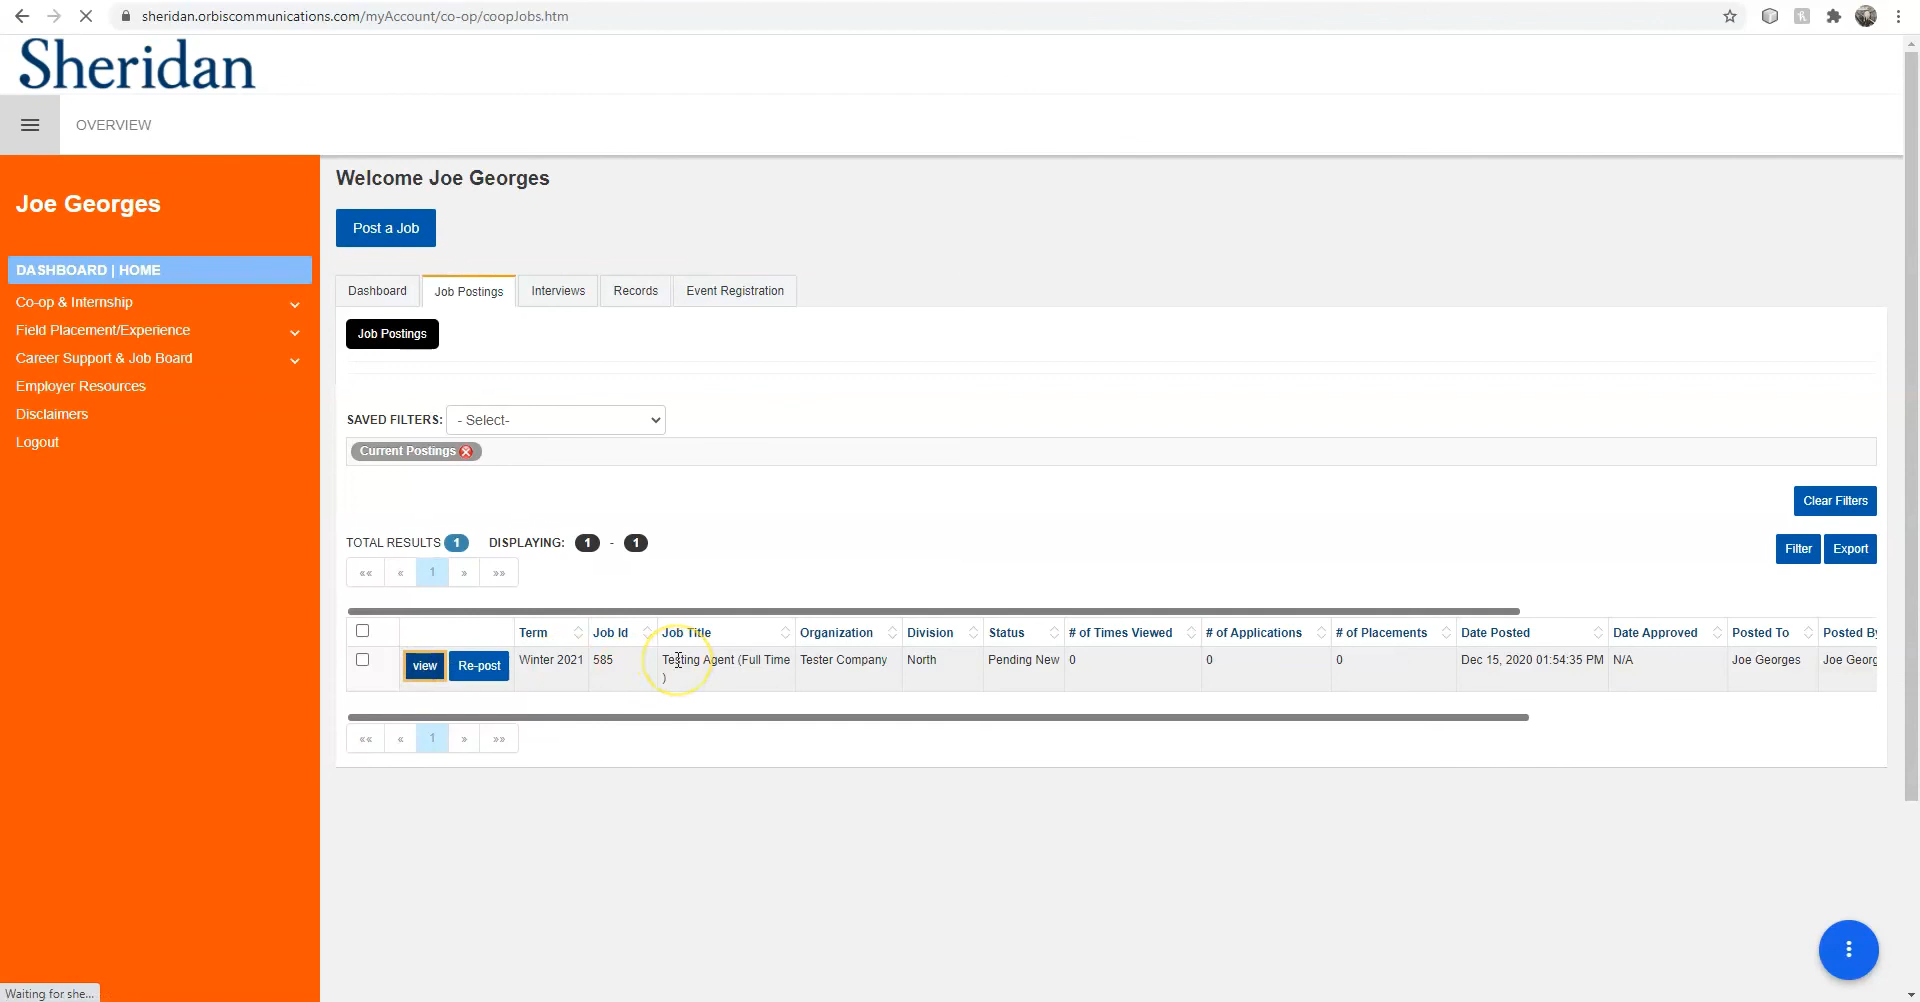 sheridan.orbiscommunications.com/myAccount/co-op/coopJobs.htm
Sheridan
OVERVIEW
Joe Georges
DASHBOARD | HOME
Co-op & Internship
Field Placement/Experience
Career Support & Job Board
Employer Resources
Disclaimers
Logout
Welcome Joe Georges
Post a Job
Dashboard Job Postings Interviews Records Event Registration
Job Postings
SAVED FILTERS: - Select-
Current Postings
Clear Filters
TOTAL RESULTS 1 DISPLAYING: 1 - 1
Filter Export
«« « 1 » »»
Term Job Id Job Title Organization Division Status # of Times Viewed # of Applications # of Placements Date Posted Date Approved Posted To Posted By
view Re-post Winter 2021 585 Testing Agent (Full Time Tester Company North Pending New 0 0 0 Dec 15, 2020 01:54:35 PM N/A Joe Georges Joe Georg
)
«« « 1 » »»
Waiting for she...